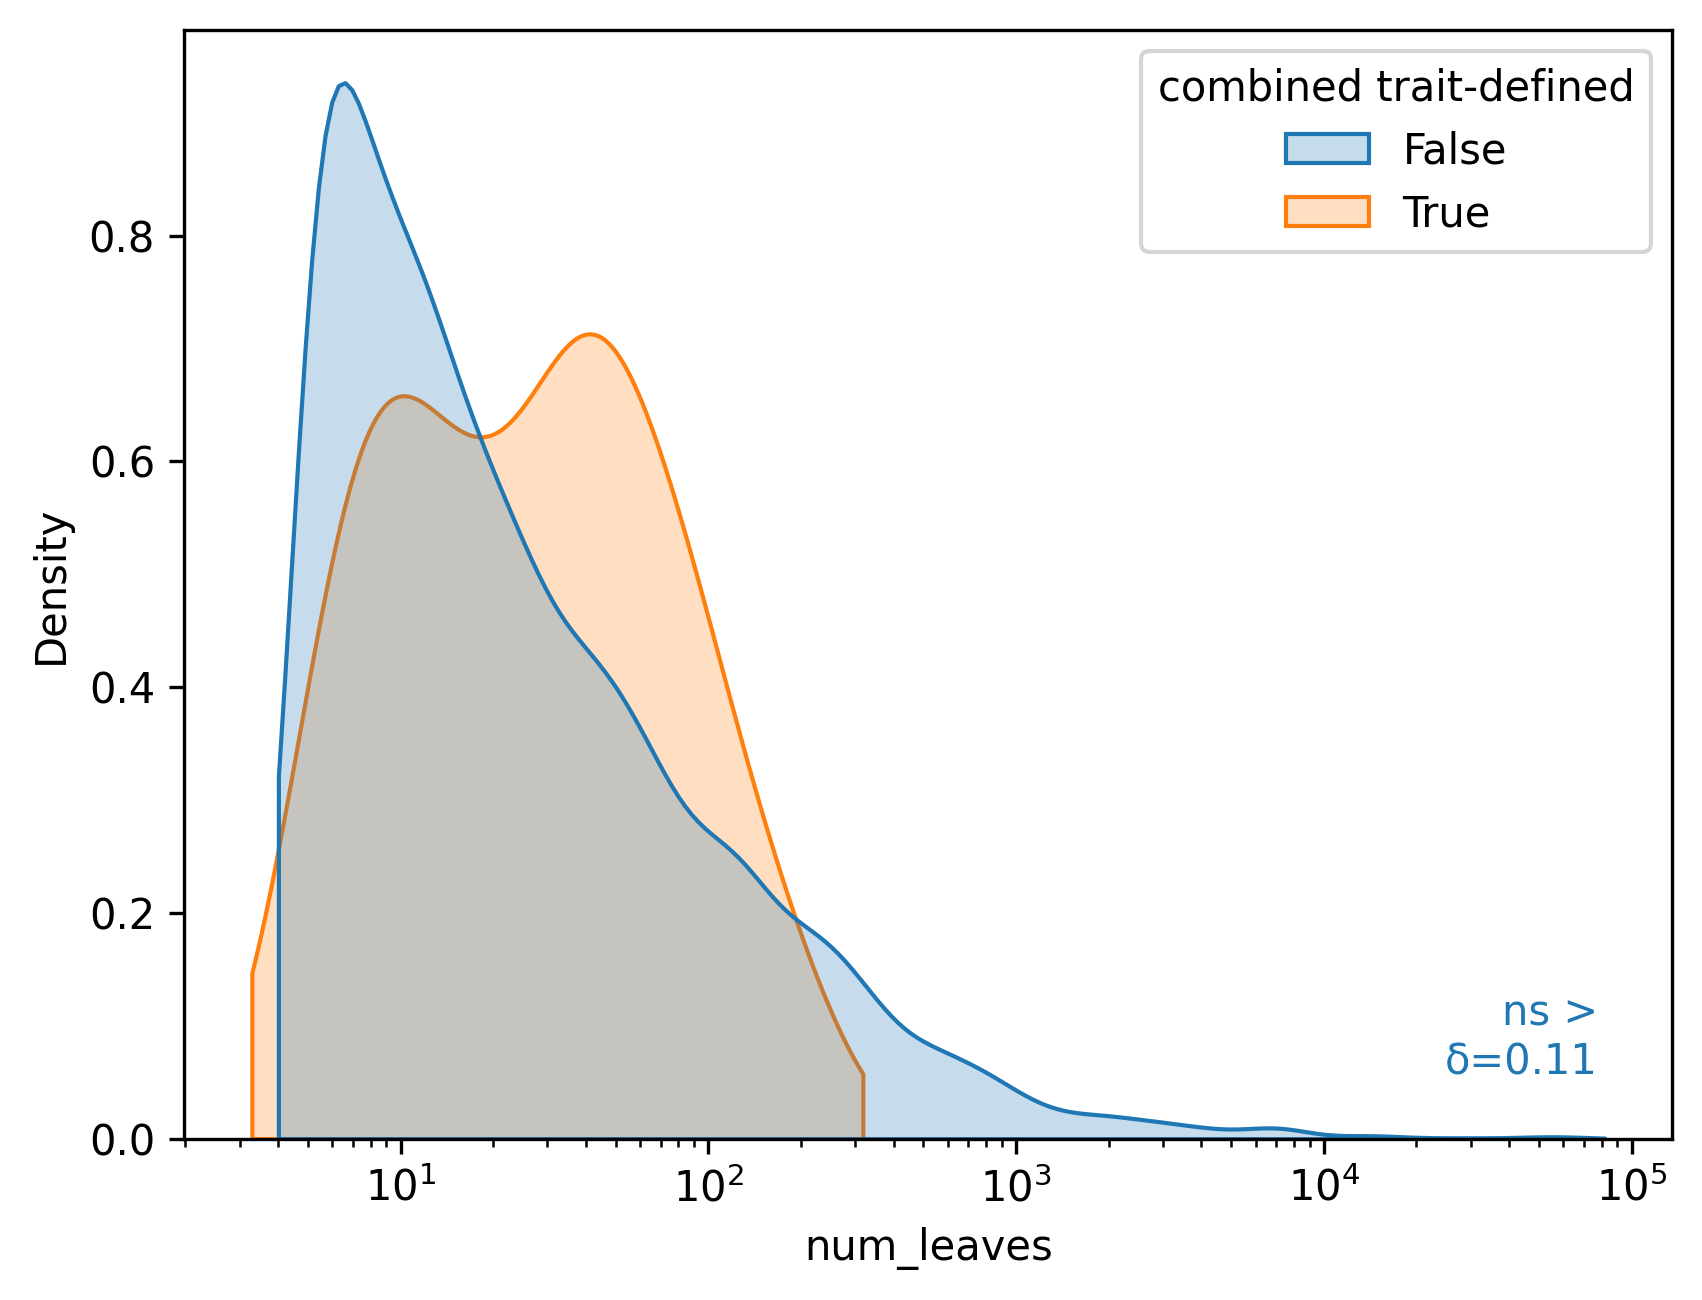 combined trait-defined
False
True
Density
0.8
0.6
0.4
0.2
0.0
ns >
δ=0.11
10¹ 10² 10³ 10⁴ 10⁵
num_leaves